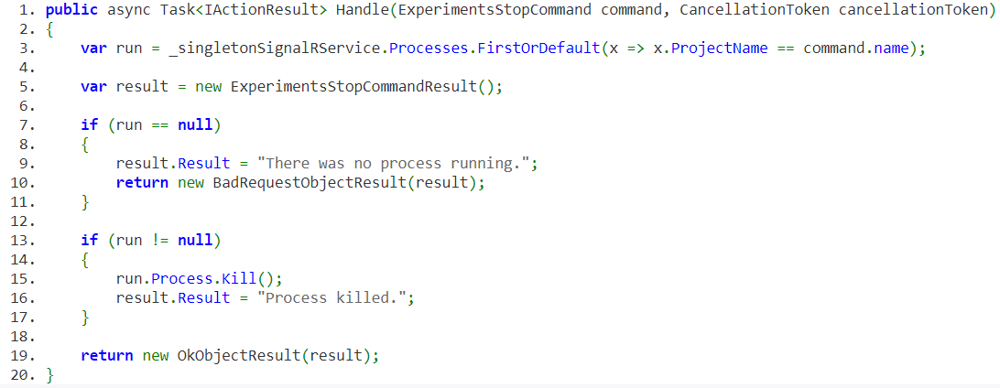 1. public async Task<IActionResult> Handle(ExperimentsStopCommand command, CancellationToken cancellationToken)
2. {
3.     var run = _singletonSignalRService.Processes.FirstOrDefault(x => x.ProjectName == command.name);
4.
5.     var result = new ExperimentsStopCommandResult();
6.
7.     if (run == null)
8.     {
9.         result.Result = "There was no process running.";
10.         return new BadRequestObjectResult(result);
11.     }
12.
13.     if (run != null)
14.     {
15.         run.Process.Kill();
16.         result.Result = "Process killed.";
17.     }
18.
19.     return new OkObjectResult(result);
20. }